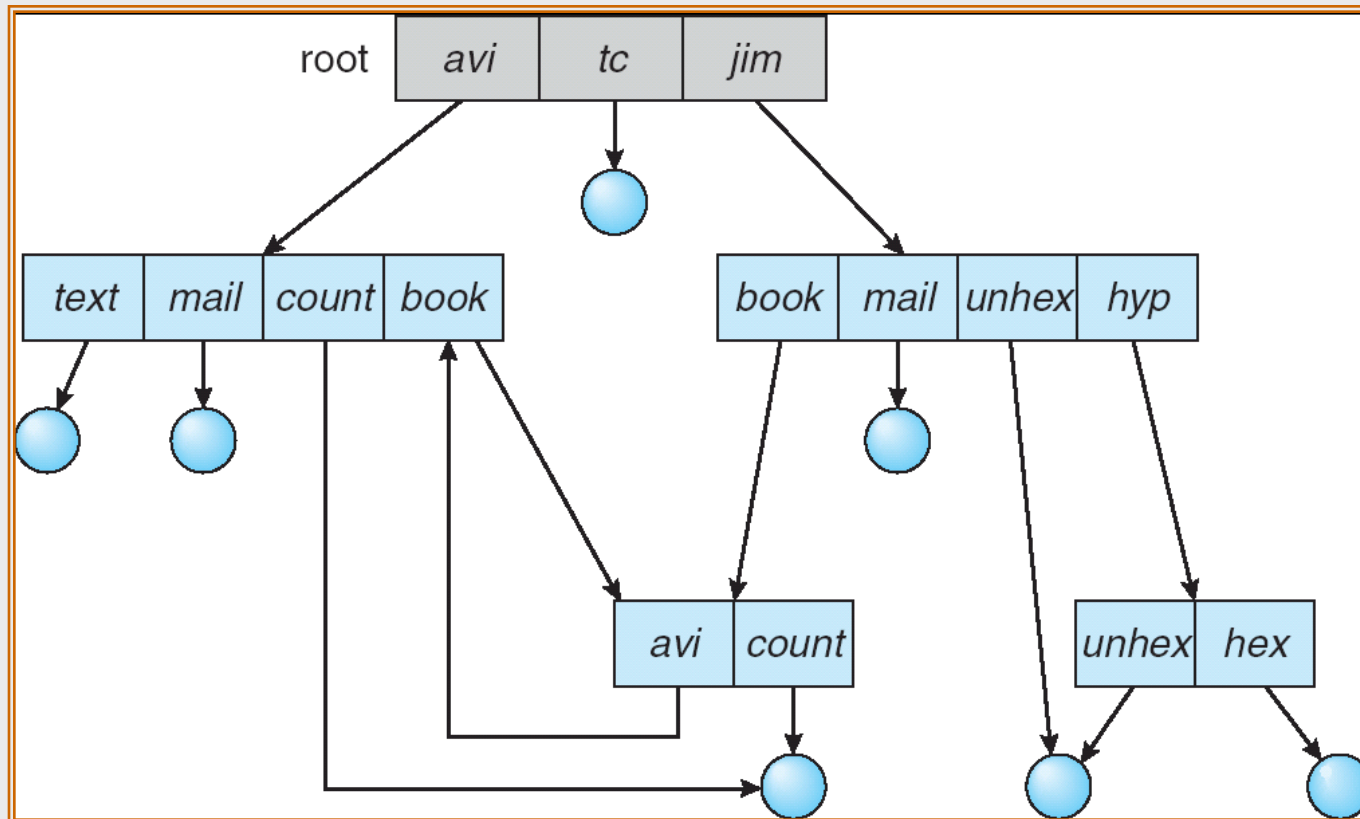 root avi tc jim
text mail count book book mail unhex hyp
avi count unhex hex